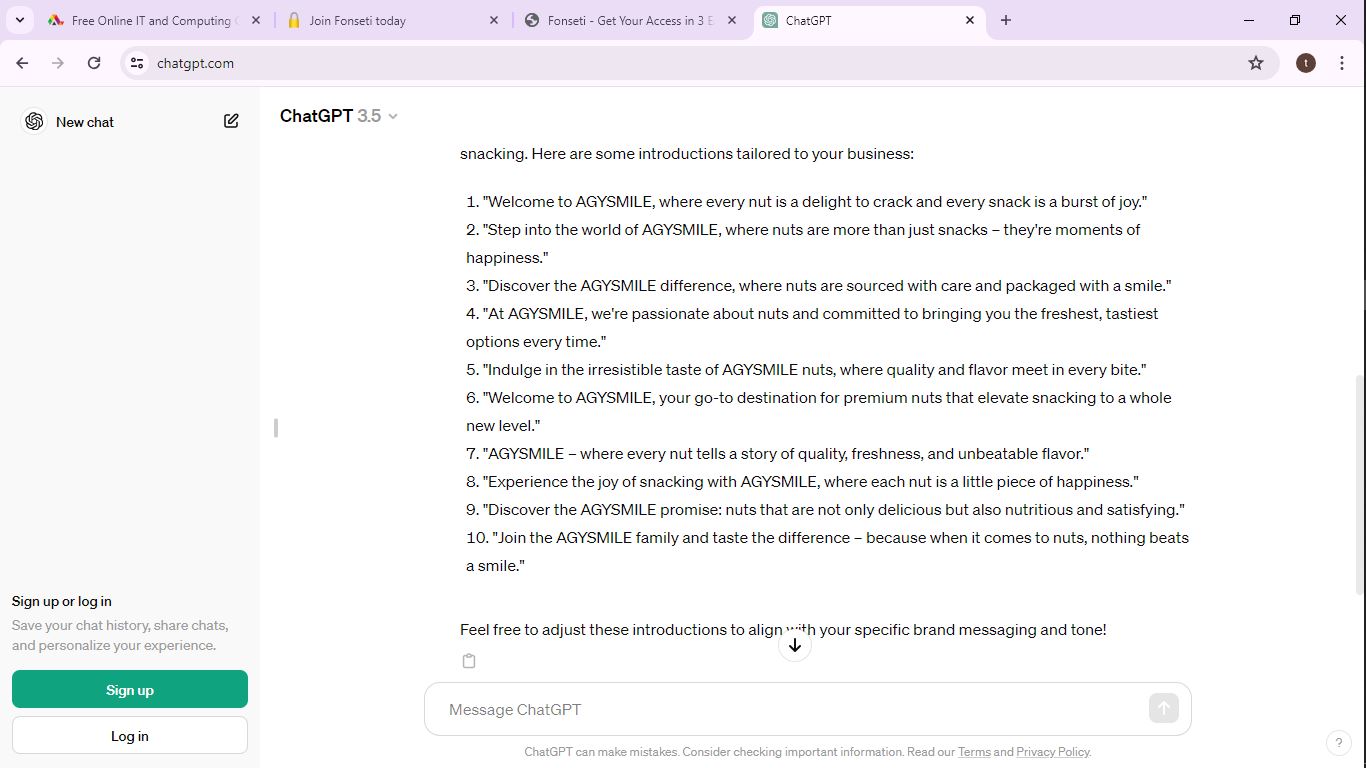 Free Online IT and Computing
Join Fonseti today
Fonseti - Get Your Access in 3
ChatGPT
chatgpt.com
t
New chat
ChatGPT 3.5
snacking. Here are some introductions tailored to your business:
1. "Welcome to AGYSMILE, where every nut is a delight to crack and every snack is a burst of joy."
2. "Step into the world of AGYSMILE, where nuts are more than just snacks – they're moments of
happiness."
3. "Discover the AGYSMILE difference, where nuts are sourced with care and packaged with a smile."
4. "At AGYSMILE, we're passionate about nuts and committed to bringing you the freshest, tastiest
options every time."
5. "Indulge in the irresistible taste of AGYSMILE nuts, where quality and flavor meet in every bite."
6. "Welcome to AGYSMILE, your go-to destination for premium nuts that elevate snacking to a whole
new level."
7. "AGYSMILE – where every nut tells a story of quality, freshness, and unbeatable flavor."
8. "Experience the joy of snacking with AGYSMILE, where each nut is a little piece of happiness."
9. "Discover the AGYSMILE promise: nuts that are not only delicious but also nutritious and satisfying."
10. "Join the AGYSMILE family and taste the difference – because when it comes to nuts, nothing beats
a smile."
Feel free to adjust these introductions to align with your specific brand messaging and tone!
Sign up or log in
Save your chat history, share chats,
and personalize your experience.
Sign up
Log in
Message ChatGPT
ChatGPT can make mistakes. Consider checking important information. Read our Terms and Privacy Policy.
?